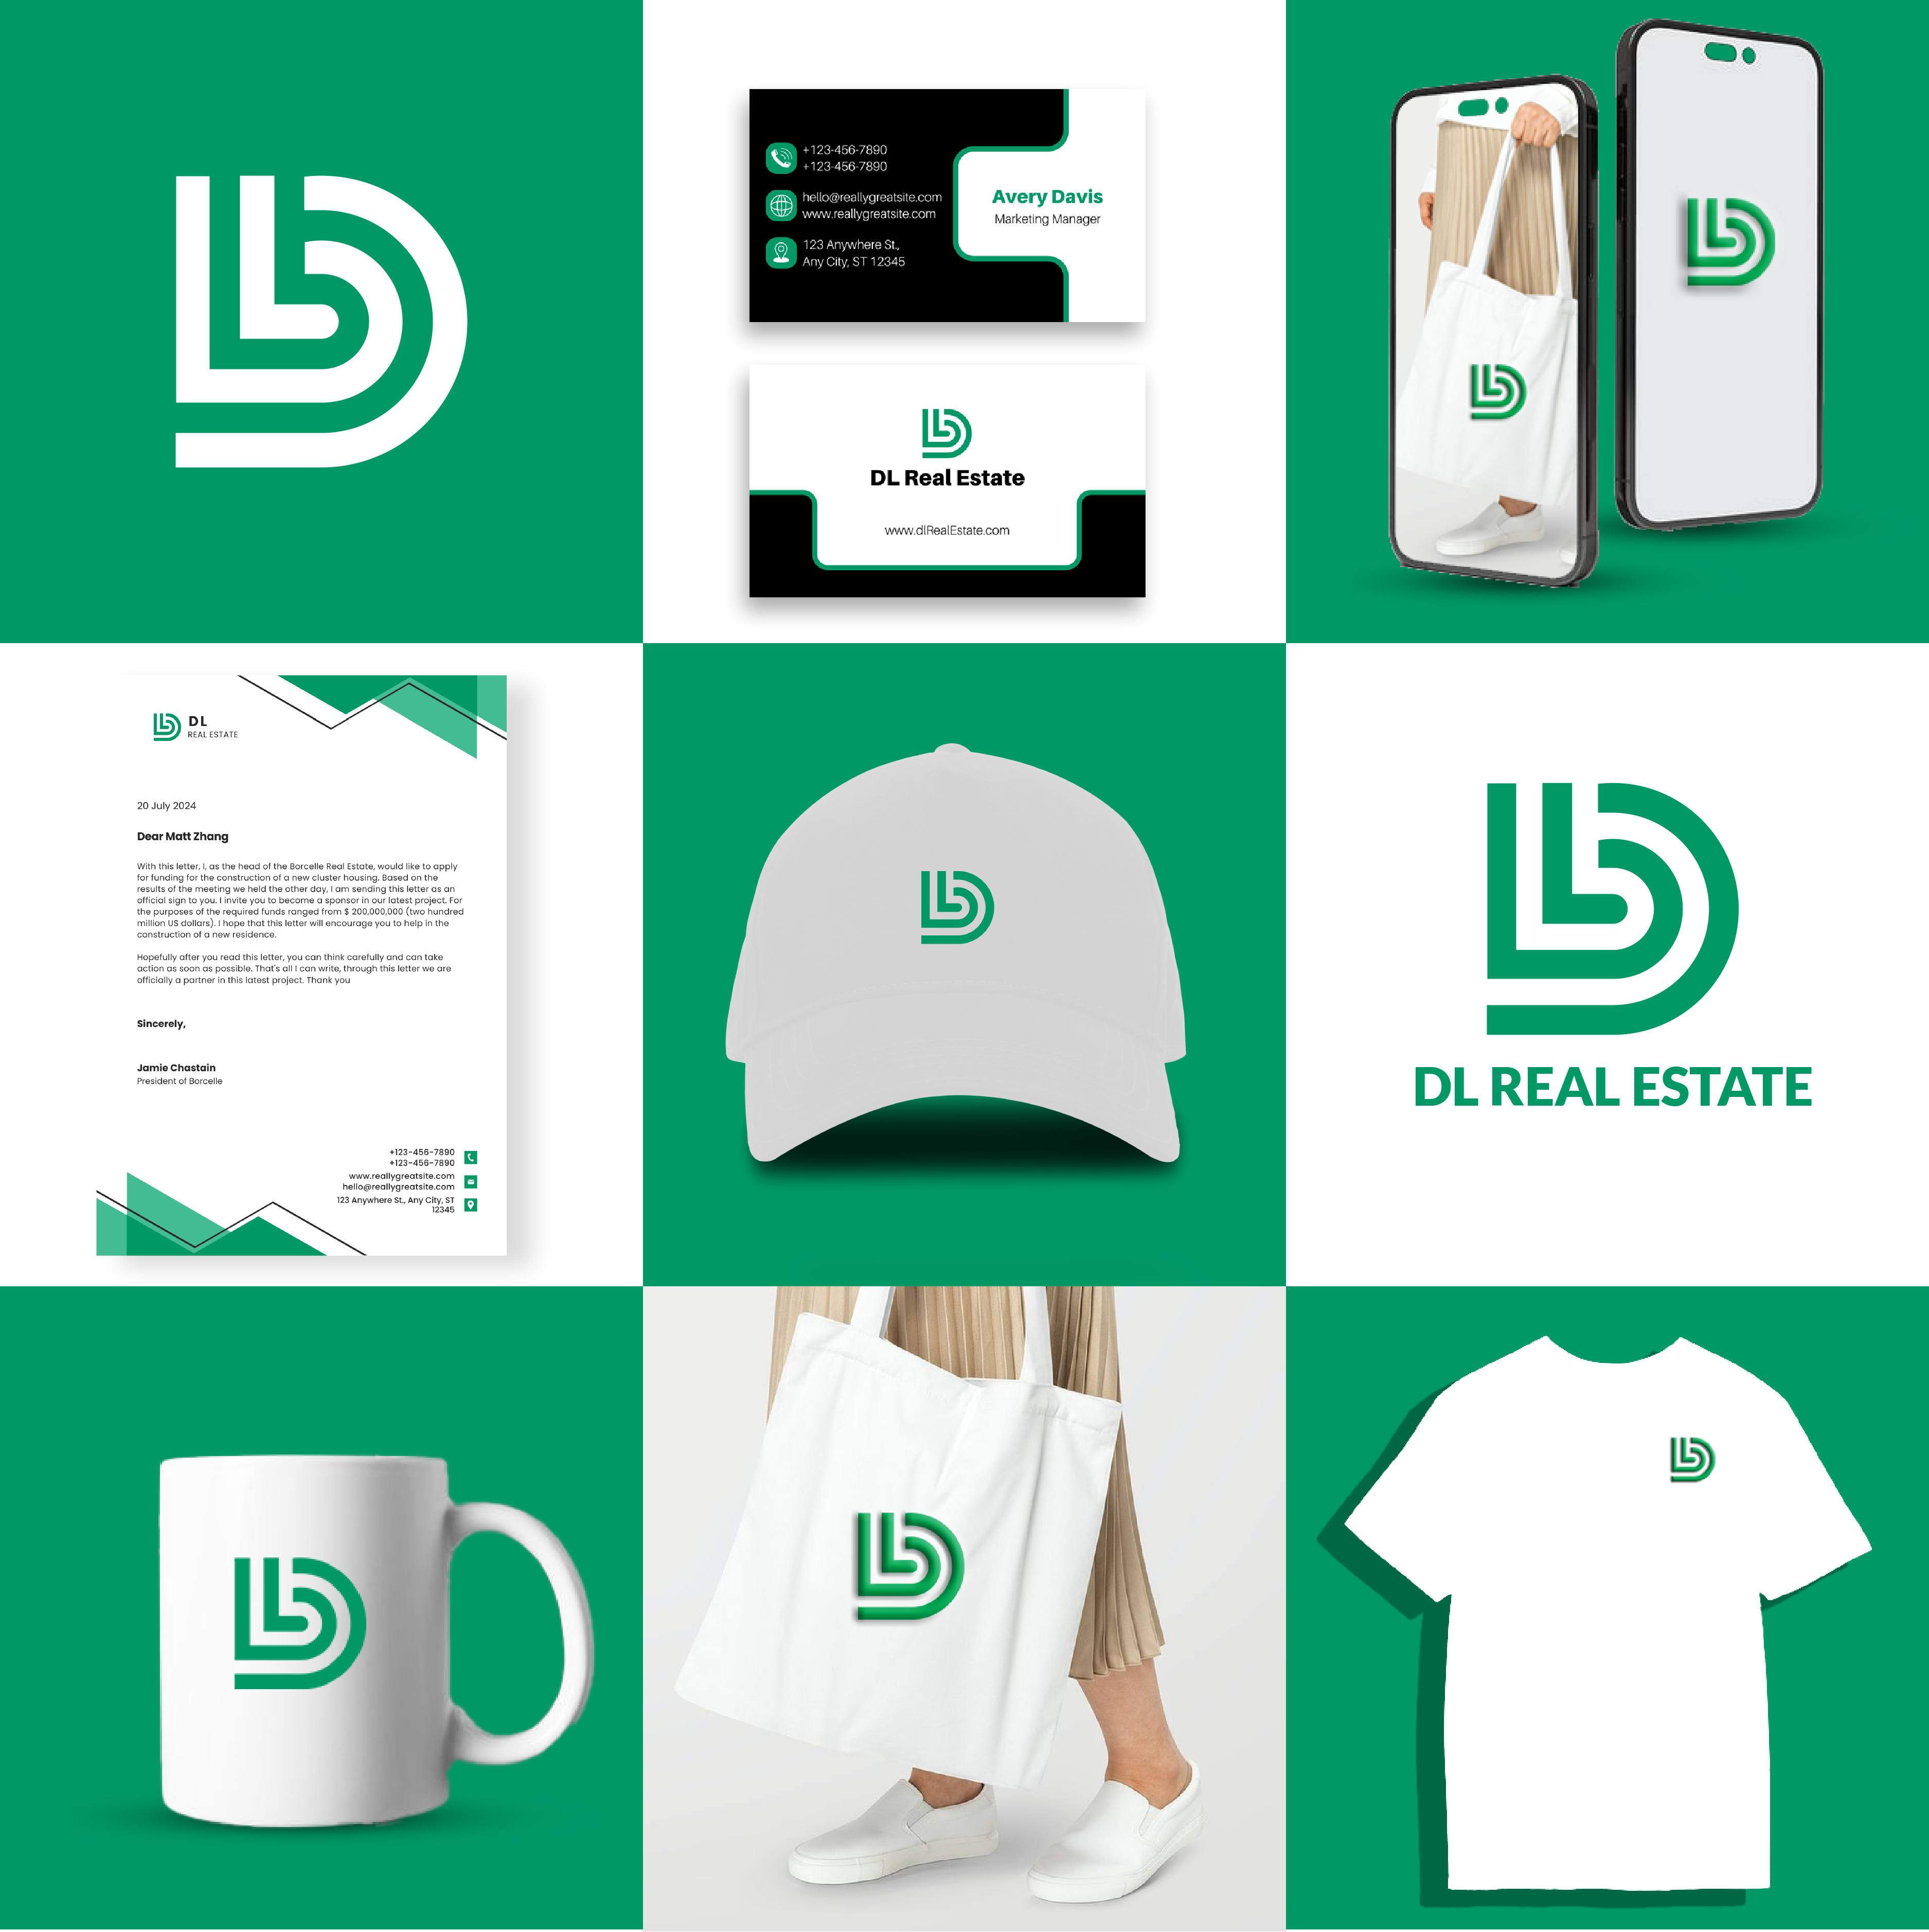 +123-456-7890
+123-456-7890
hello@reallygreatsite.com
www.reallygreatsite.com
123 Anywhere St.,
Any City, ST 12345
Avery Davis
Marketing Manager
DL Real Estate
www.dlRealEstate.com
DL
REAL ESTATE
20 July 2024
Dear Matt Zhang
With this letter, I, as the head of the Borcelle Real Estate, would like to apply
for funding for the construction of a new cluster housing. Based on the
results of the meeting we held the other day, I am sending this letter as an
official sign to you. I invite you to become a sponsor in our latest project. For
the purposes of the required funds ranged from $ 200,000,000 (two hundred
million US dollars). I hope that this letter will encourage you to help in the
construction of a new residence.
Hopefully after you read this letter, you can think carefully and can take
action as soon as possible. That's all I can write, through this letter we are
officially a partner in this latest project. Thank you
Sincerely,
Jamie Chastain
President of Borcelle
+123-456-7890
+123-456-7890
www.reallygreatsite.com
hello@reallygreatsite.com
123 Anywhere St., Any City, ST
12345
DL REAL ESTATE